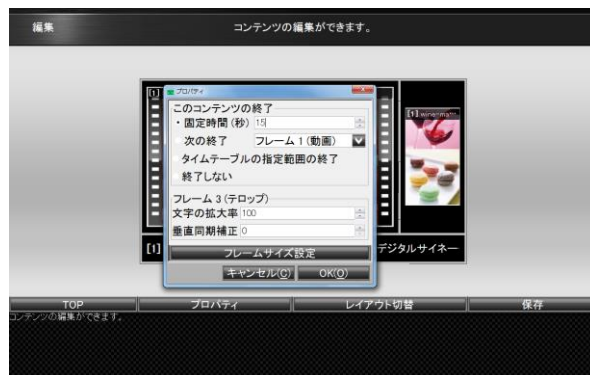 編集
コンテンツの編集ができます。
[1]
プロパティ
このコンテンツの終了
・固定時間(秒) 15
次の終了 フレーム1(動画)
タイムテーブルの指定範囲の終了
終了しない
フレーム3(テロップ)
文字の拡大率 100
垂直同期補正 0
フレームサイズ設定
キャンセル(C) OK(O)
[1]
[1] デジタルサイネー
TOP プロパティ レイアウト切替 保存
コンテンツの編集ができます。